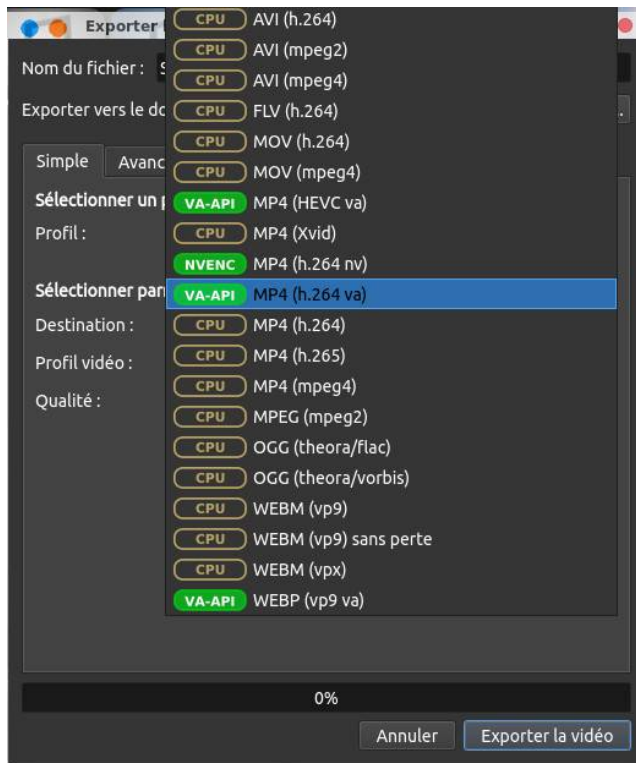 Exporter
CPU AVI (h.264)
CPU AVI (mpeg2)
Nom du fichier :
CPU AVI (mpeg4)
Exporter vers le
CPU FLV (h.264)
CPU MOV (h.264)
Simple
CPU MOV (mpeg4)
Sélectionner un
VA-API MP4 (HEVC va)
Profil :
CPU MP4 (Xvid)
NVENC MP4 (h.264 nv)
Sélectionner
VA-API MP4 (h.264 va)
Destination :
CPU MP4 (h.264)
Profil vidéo :
CPU MP4 (h.265)
CPU MP4 (mpeg4)
Qualité :
CPU MPEG (mpeg2)
CPU OGG (theora/flac)
CPU OGG (theora/vorbis)
CPU WEBM (vp9)
CPU WEBM (vp9) sans perte
CPU WEBM (vpx)
VA-API WEBP (vp9 va)
0%
Annuler
Exporter la vidéo